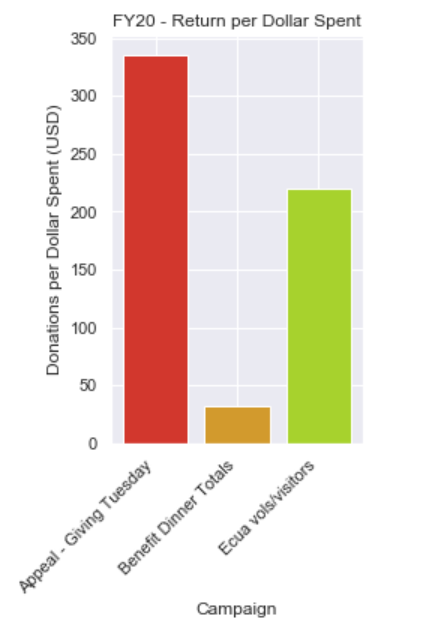 FY20 - Return per Dollar Spent
Donations per Dollar Spent (USD)
350
300
250
200
150
100
50
0
Appeal - Giving Tuesday
Benefit Dinner Totals
Ecua vols/visitors
Campaign